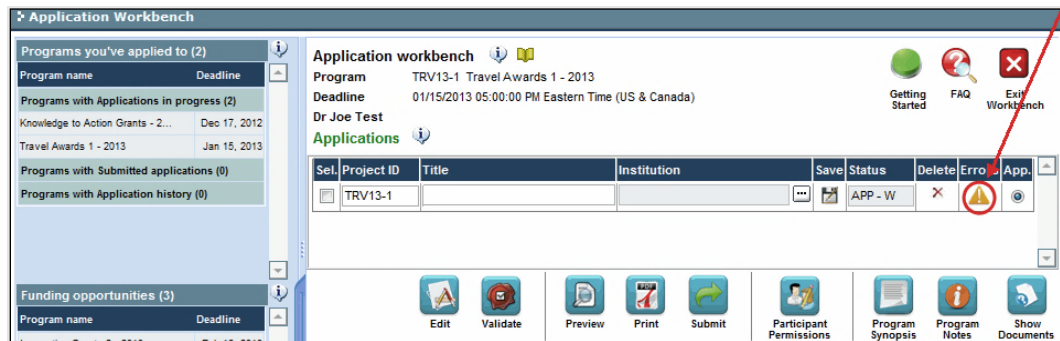 Application Workbench
Programs you've applied to (2)
Program name Deadline
Programs with Applications in progress (2)
Knowledge to Action Grants - 2... Dec 17, 2012
Travel Awards 1 - 2013 Jan 15, 2013
Programs with Submitted applications (0)
Programs with Application history (0)
Funding opportunities (3)
Program name Deadline
Application workbench
Program TRV13-1 Travel Awards 1 - 2013
Deadline 01/15/2013 05:00:00 PM Eastern Time (US & Canada)
Dr Joe Test
Applications
Getting Started
FAQ
Exit Workbench
Sel. Project ID Title Institution Save Status Delete Errors App.
TRV13-1 ... APP - W
Edit
Validate
Preview
Print
Submit
Participant Permissions
Program Synopsis
Program Notes
Show Documents